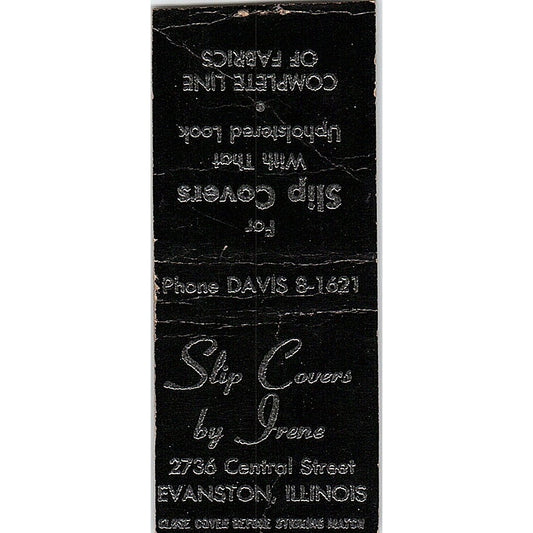 For
Slip Covers
With That
Upholstered Look
COMPLETE LINE
OF FABRICS
Phone DAVIS 8-1621
Slip Covers
by Irene
2736 Central Street
EVANSTON, ILLINOIS
CLOSE COVER BEFORE STRIKING MATCH